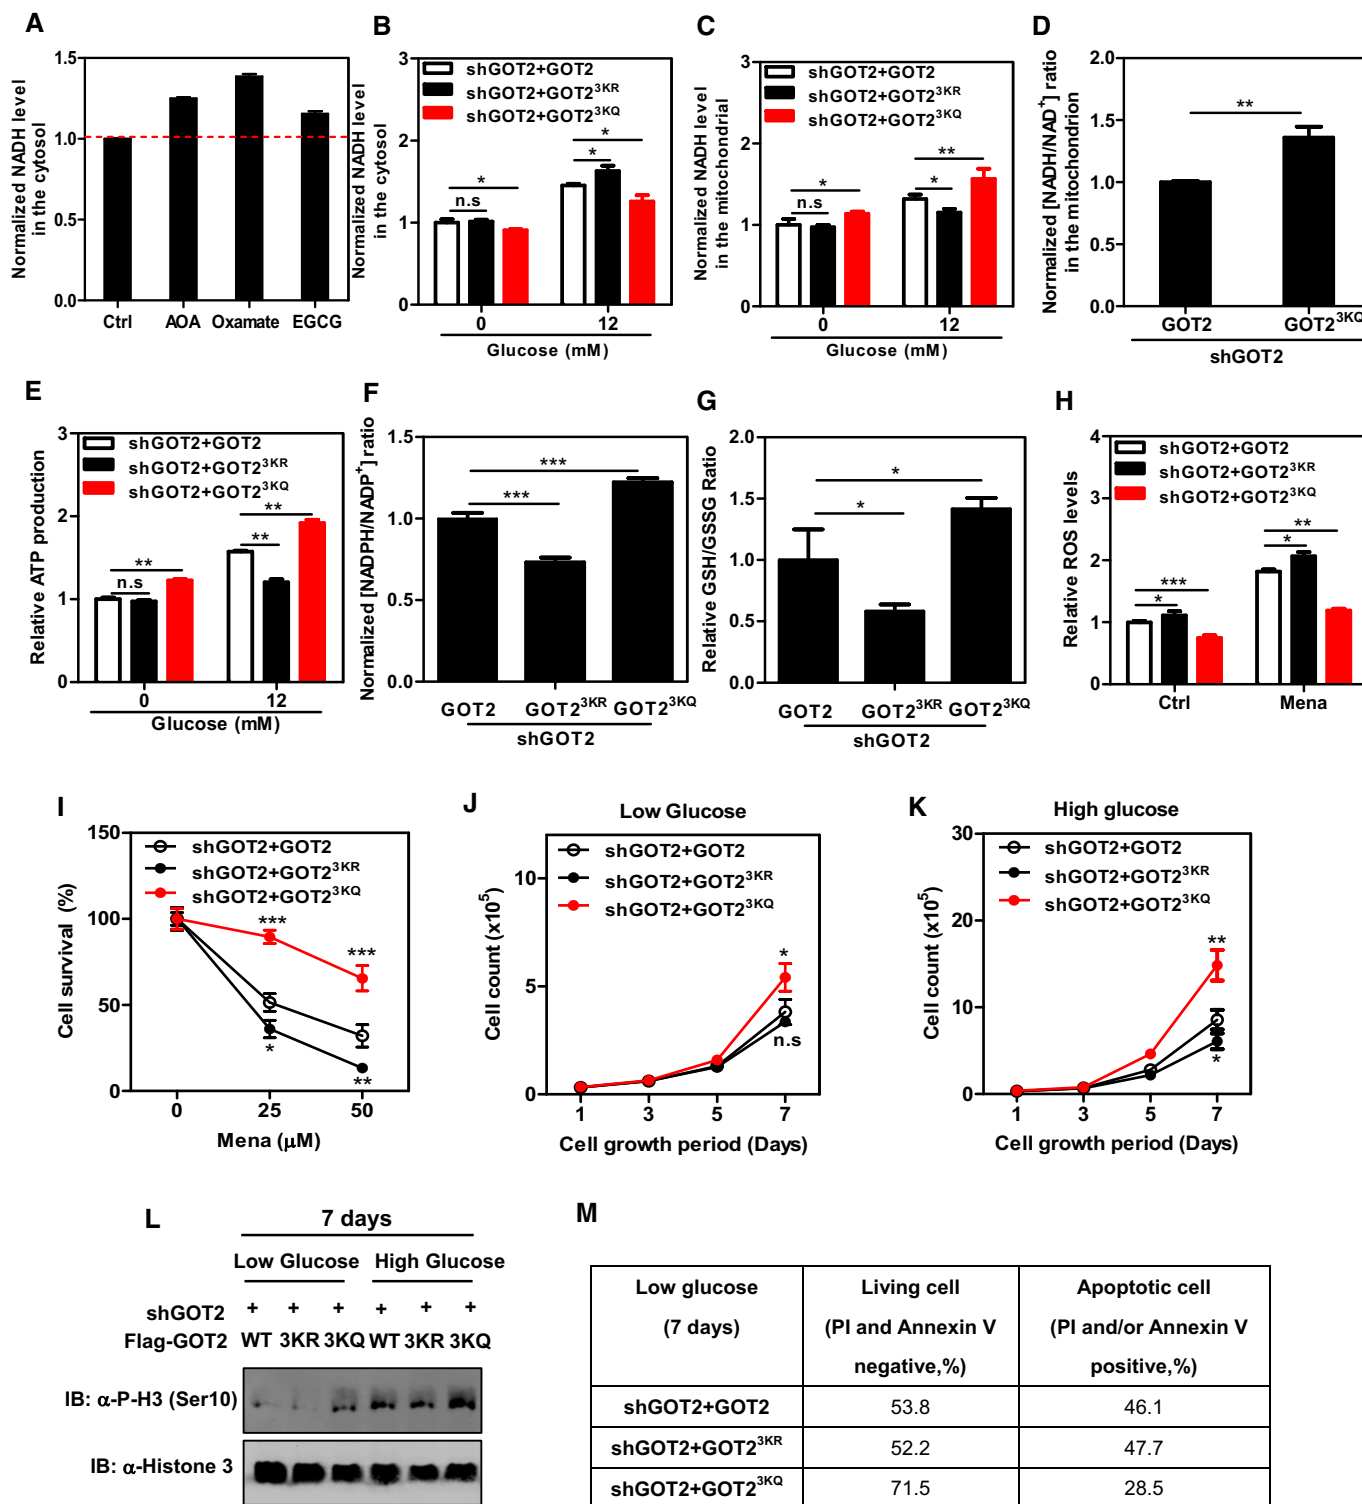 A
Normalized NADH level
in the cytosol
1.5
1.0
0.5
0.0
Ctrl AOA Oxamate EGCG
B
Normalized NADH level
in the cytosol
3
2
1
0
shGOT2+GOT2
shGOT2+GOT2^3KR
shGOT2+GOT2^3KQ
*
n.s
*
*
0 12
Glucose (mM)
C
Normalized NADH level
in the mitochondrial
3
2
1
0
shGOT2+GOT2
shGOT2+GOT2^3KR
shGOT2+GOT2^3KQ
*
n.s
**
*
0 12
Glucose (mM)
D
Normalized [NADH/NAD+] ratio
in the mitochondrion
2.0
1.5
1.0
0.5
0.0
**
GOT2 GOT2^3KQ
shGOT2
E
Relative ATP production
3
2
1
0
shGOT2+GOT2
shGOT2+GOT2^3KR
shGOT2+GOT2^3KQ
**
n.s
**
**
0 12
Glucose (mM)
F
Normalized [NADPH/NADP+] ratio
1.5
1.0
0.5
0.0
***
***
GOT2 GOT2^3KR GOT2^3KQ
shGOT2
G
Relative GSH/GSSG Ratio
2.0
1.5
1.0
0.5
0.0
*
*
GOT2 GOT2^3KR GOT2^3KQ
shGOT2
H
Relative ROS levels
4
3
2
1
0
shGOT2+GOT2
shGOT2+GOT2^3KR
shGOT2+GOT2^3KQ
***
*
**
*
Ctrl Mena
I
Cell survival (%)
150
100
50
0
shGOT2+GOT2
shGOT2+GOT2^3KR
shGOT2+GOT2^3KQ
***
***
*
**
0 25 50
Mena (μM)
J
Low Glucose
Cell count (x10^5)
10
5
0
shGOT2+GOT2
shGOT2+GOT2^3KR
shGOT2+GOT2^3KQ
*
n.s
1 3 5 7
Cell growth period (Days)
K
High glucose
Cell count (x10^5)
30
20
10
0
shGOT2+GOT2
shGOT2+GOT2^3KR
shGOT2+GOT2^3KQ
**
*
1 3 5 7
Cell growth period (Days)
L
7 days
Low Glucose High Glucose
shGOT2 + + + + + +
Flag-GOT2 WT 3KR 3KQ WT 3KR 3KQ
IB: α-P-H3 (Ser10)
IB: α-Histone 3
M
Low glucose Living cell Apoptotic cell
(7 days) (PI and Annexin V (PI and/or Annexin V
negative,%) positive,%)
shGOT2+GOT2 53.8 46.1
shGOT2+GOT2^3KR 52.2 47.7
shGOT2+GOT2^3KQ 71.5 28.5